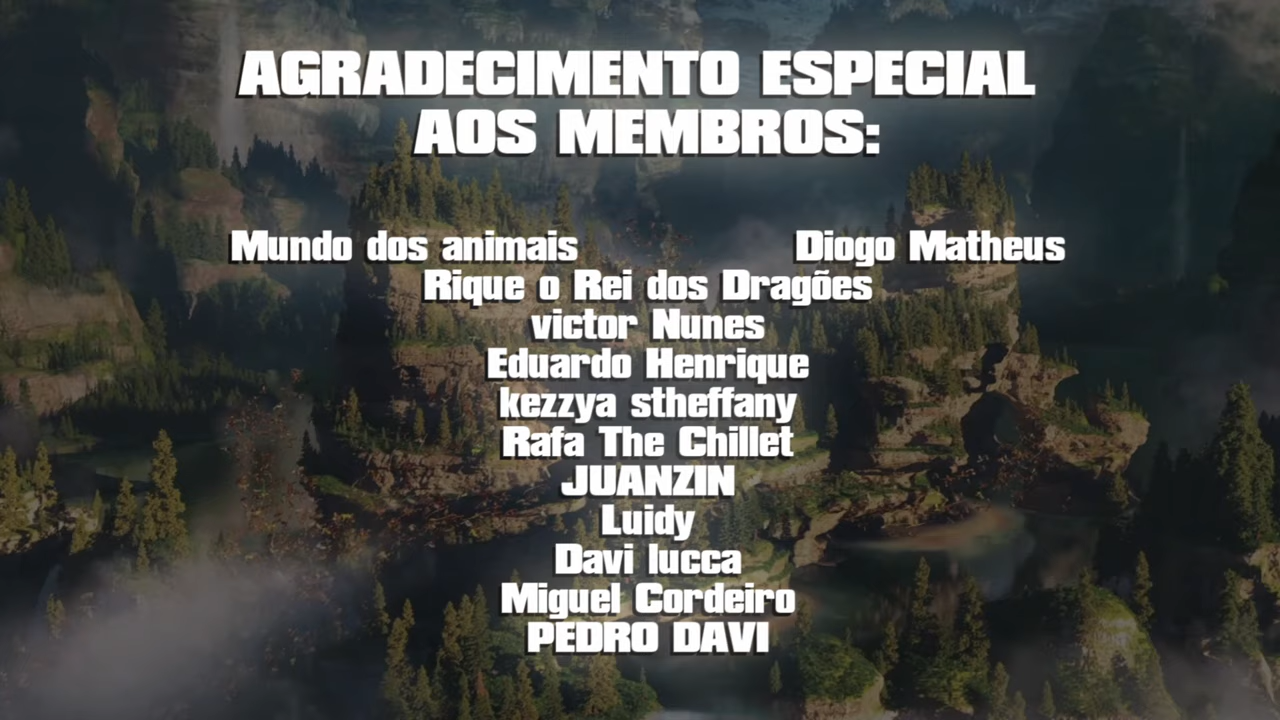 AGRADECIMENTO ESPECIAL
AOS MEMBROS:
Mundo dos animais Diogo Matheus
Rique o Rei dos Dragões
victor Nunes
Eduardo Henrique
kezzya stheffany
Rafa The Chillet
JUANZIN
Luidy
Davi lucca
Miguel Cordeiro
PEDRO DAVI